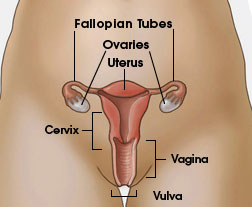 Fallopian Tubes
Ovaries
Uterus
Cervix
Vagina
Vulva